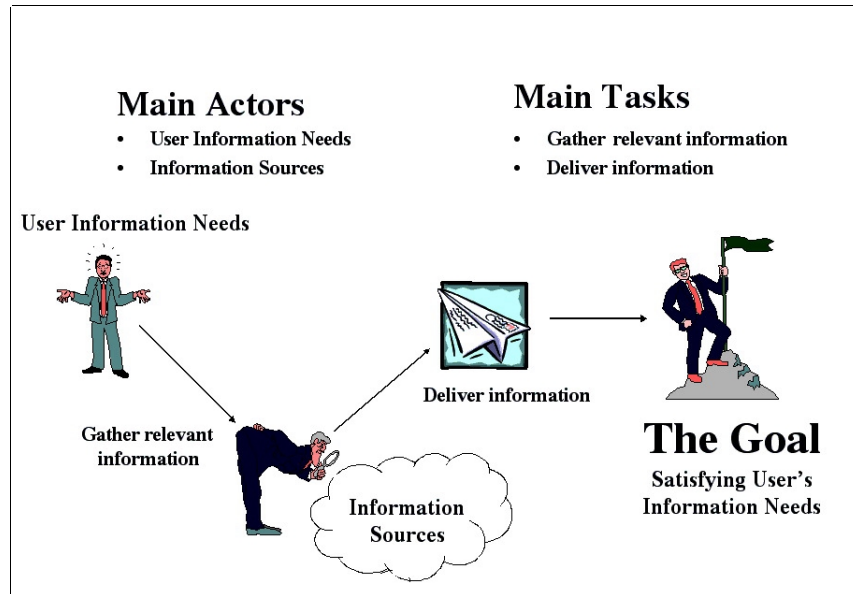 Main Actors
• User Information Needs
• Information Sources
Main Tasks
• Gather relevant information
• Deliver information
User Information Needs
Gather relevant
information
Information
Sources
Deliver information
The Goal
Satisfying User’s
Information Needs